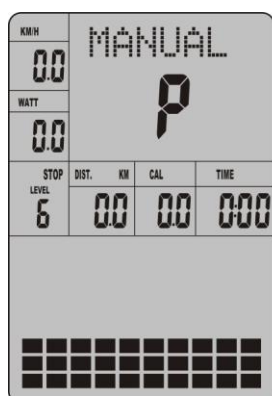 KM/H
0.0
MANUAL
P
WATT
0.0
STOP
LEVEL
6
DIST. KM
0.0
CAL
0.0
TIME
0:00